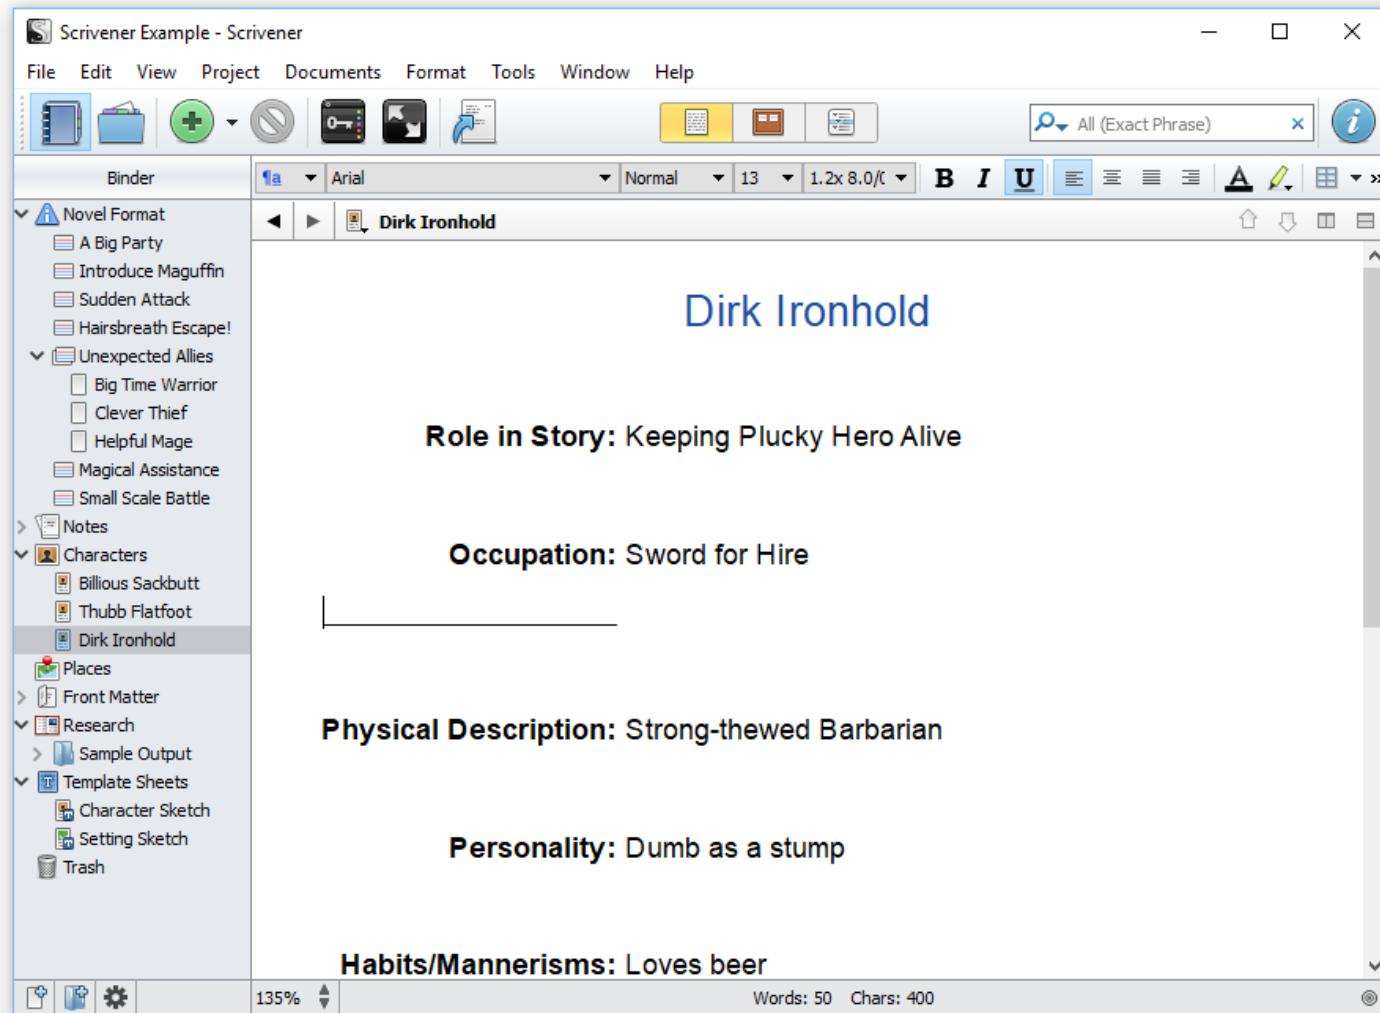 Scrivener Example - Scrivener
File Edit View Project Documents Format Tools Window Help
All (Exact Phrase)
Binder
¶a Arial Normal 13 1.2x 8.0/( B I U A
Novel Format
Dirk Ironhold
A Big Party
Introduce Maguffin
Sudden Attack
Hairsbreath Escape!
Unexpected Allies
Big Time Warrior
Clever Thief
Helpful Mage
Magical Assistance
Small Scale Battle
Notes
Characters
Billious Sackbutt
Thubb Flatfoot
Dirk Ironhold
Places
Front Matter
Research
Sample Output
Template Sheets
Character Sketch
Setting Sketch
Trash
Dirk Ironhold
Role in Story: Keeping Plucky Hero Alive
Occupation: Sword for Hire
Physical Description: Strong-thewed Barbarian
Personality: Dumb as a stump
Habits/Mannerisms: Loves beer
135% Words: 50 Chars: 400